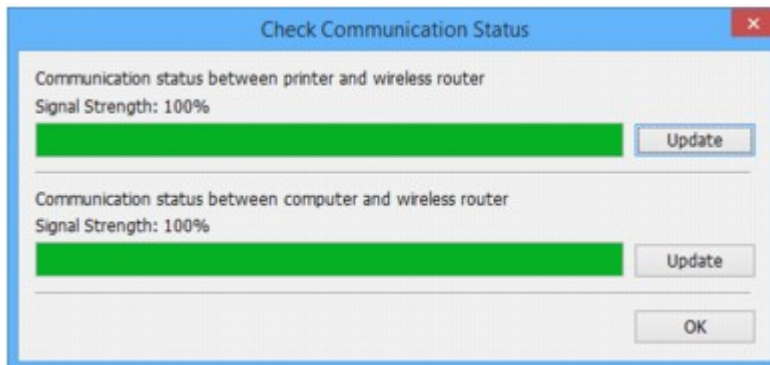 Check Communication Status
Communication status between printer and wireless router
Signal Strength: 100%
Update
Communication status between computer and wireless router
Signal Strength: 100%
Update
OK